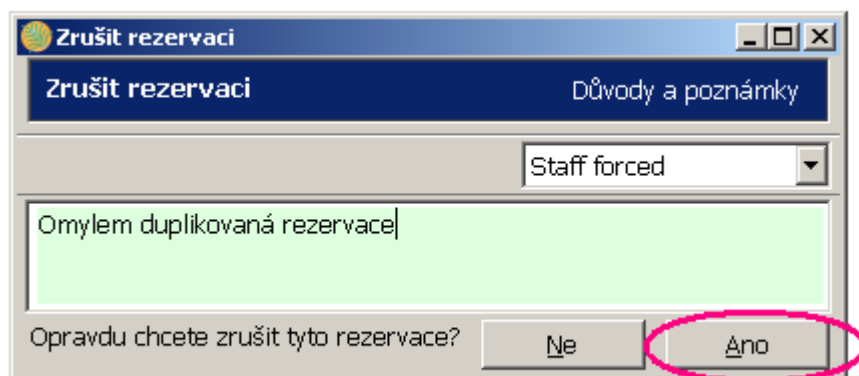 Zrušit rezervaci
Zrušit rezervaci Důvody a poznámky
Staff forced
Omylem duplikovaná rezervace
Opravdu chcete zrušit tyto rezervace? Ne Ano